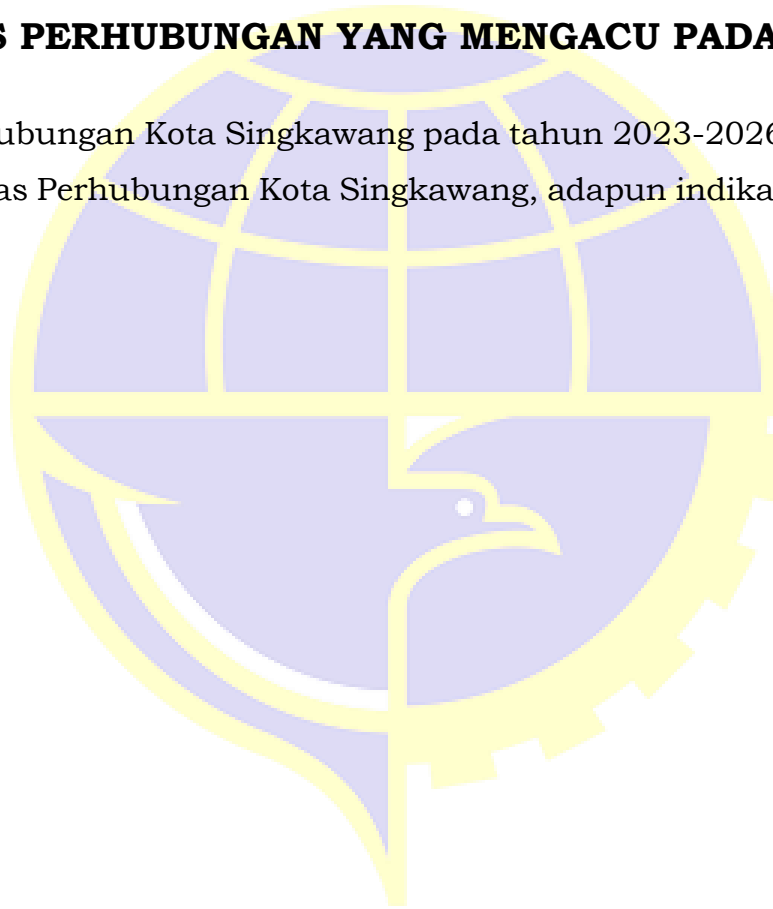 S PERHUBUNGAN YANG MENGACU PADA
ubungan Kota Singkawang pada tahun 2023-2026
as Perhubungan Kota Singkawang, adapun indika